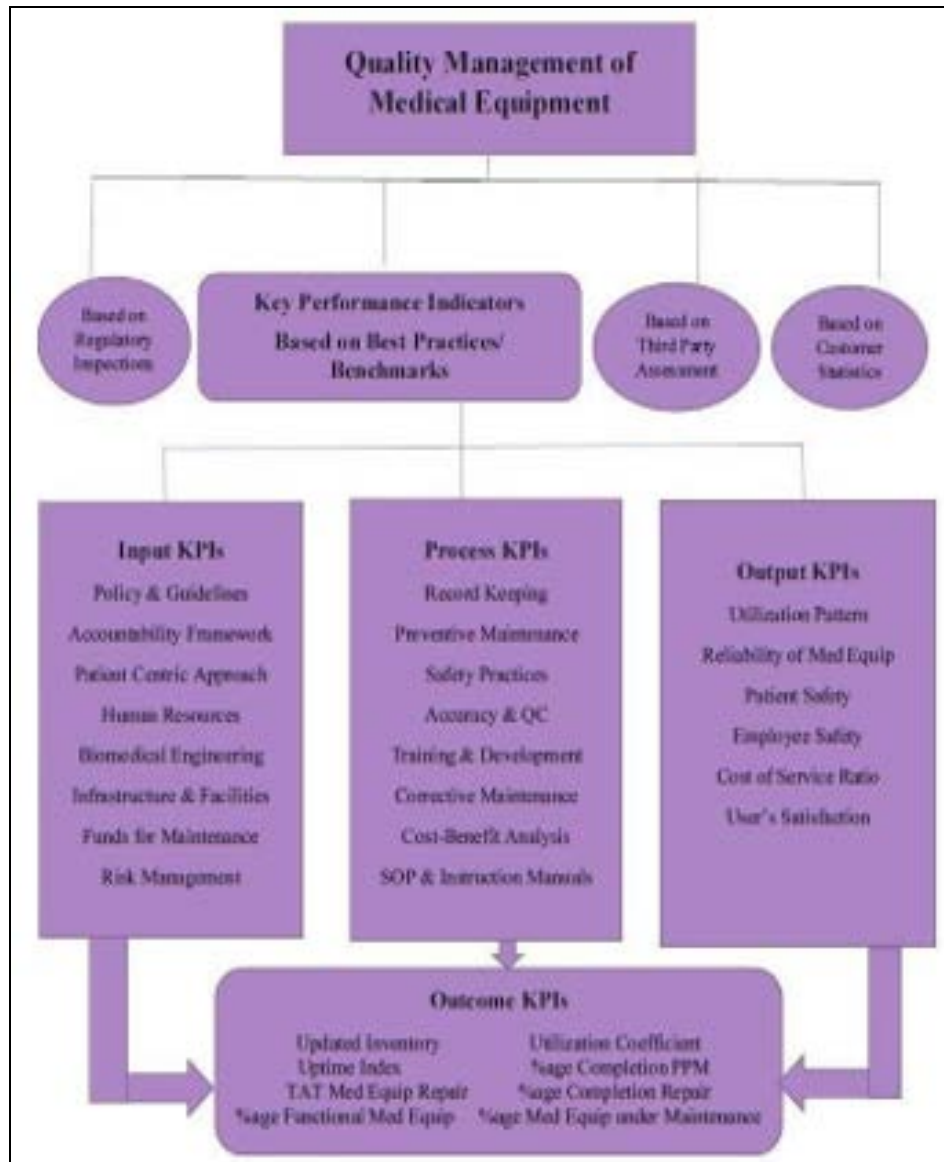 Quality Management of
Medical Equipment
Based on
Regulatory
Inspections
Key Performance Indicators
Based on Best Practices/
Benchmarks
Based on
Third Party
Assessment
Based on
Customer
Statistics
Input KPIs
Policy & Guidelines
Accountability Framework
Patient Centric Approach
Human Resources
Biomedical Engineering
Infrastructure & Facilities
Funds for Maintenance
Risk Management
Process KPIs
Record Keeping
Preventive Maintenance
Safety Practices
Accuracy & QC
Training & Development
Corrective Maintenance
Cost-Benefit Analysis
SOP & Instruction Manuals
Output KPIs
Utilization Pattern
Reliability of Med Equip
Patient Safety
Employee Safety
Cost of Service Ratio
User's Satisfaction
Outcome KPIs
Updated Inventory
Utilization Coefficient
Uptime Index
%age Completion PPM
TAT Med Equip Repair
%age Completion Repair
%age Functional Med Equip
%age Med Equip under Maintenance